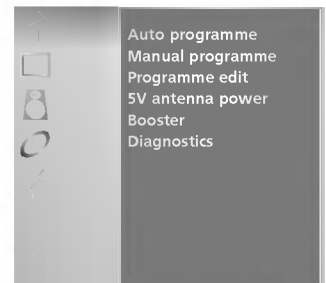 Auto programme
Manual programme
Programme edit
5V antenna power
Booster
Diagnostics